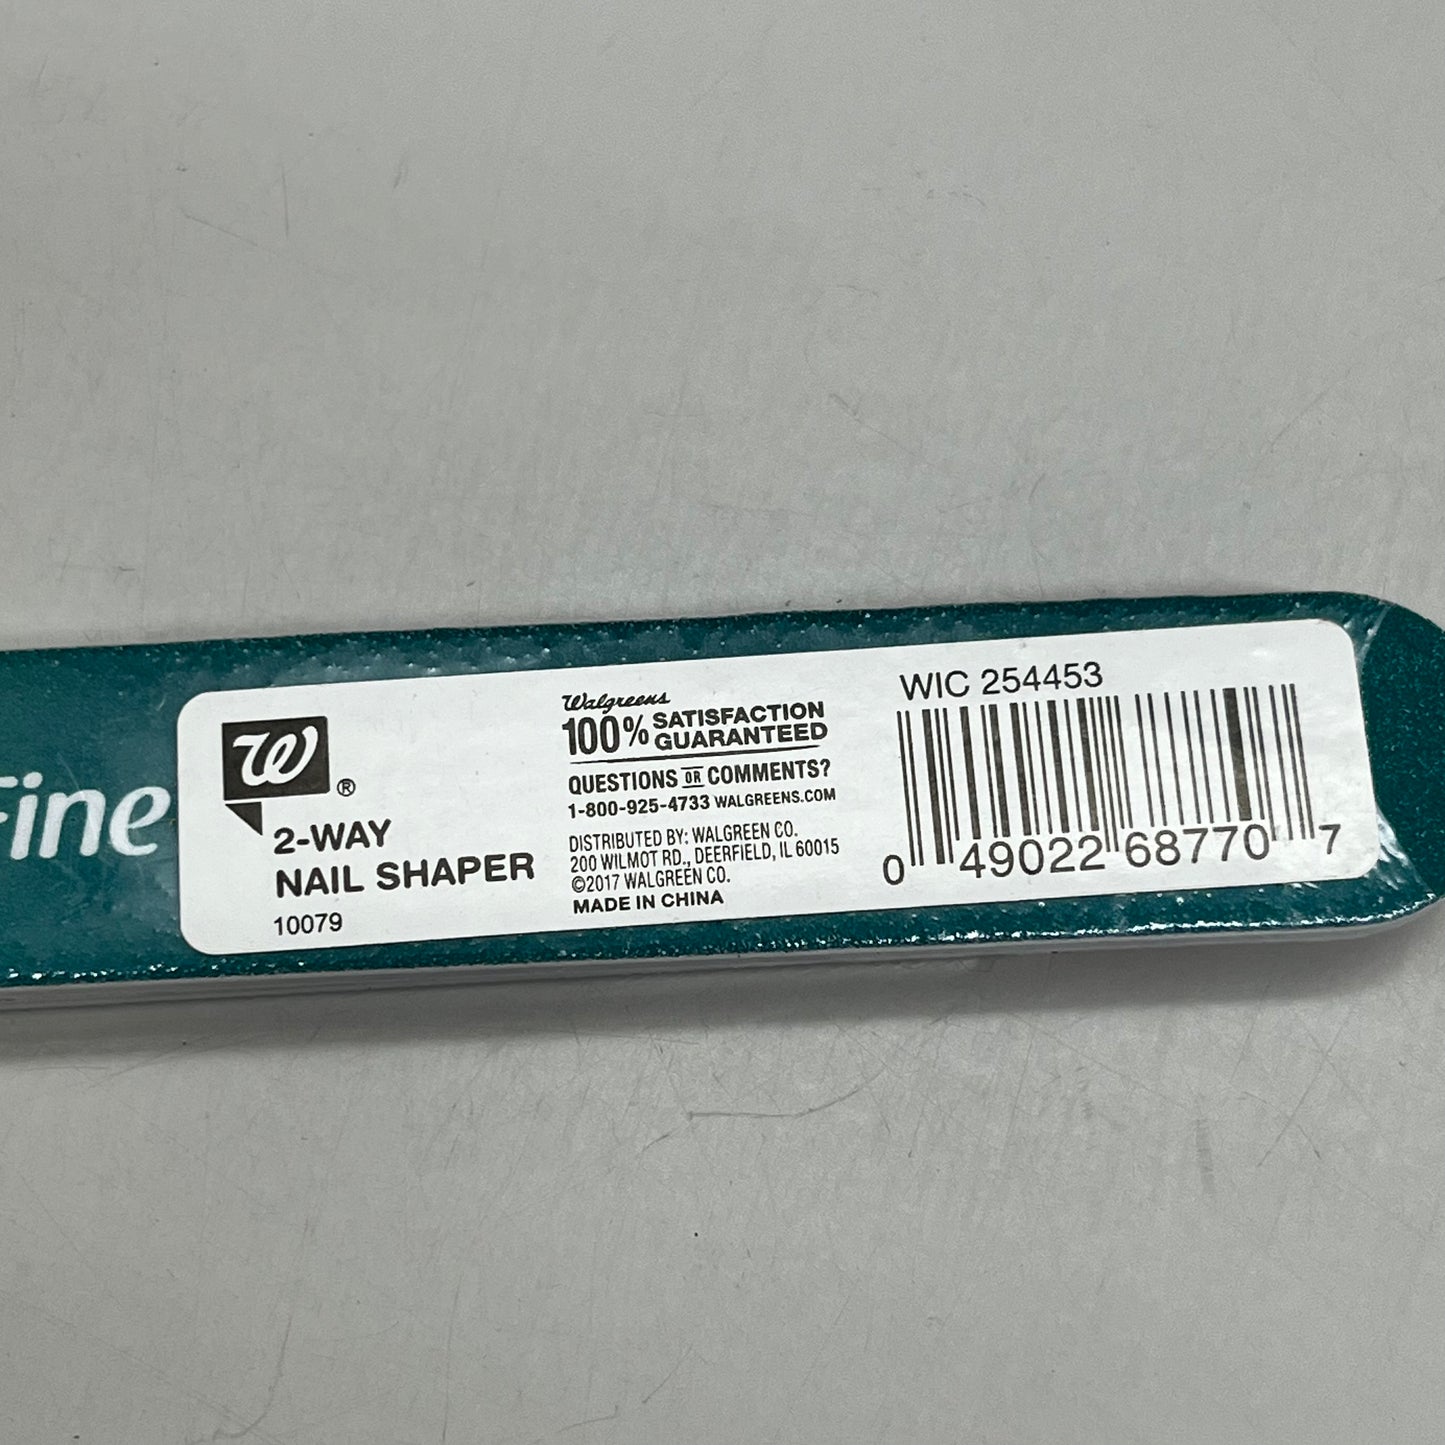 Fine
W®
2-WAY
NAIL SHAPER
10079
Walgreens
100% SATISFACTION
GUARANTEED
QUESTIONS OR COMMENTS?
1-800-925-4733 WALGREENS.COM
DISTRIBUTED BY: WALGREEN CO.
200 WILMOT RD., DEERFIELD, IL 60015
©2017 WALGREEN CO.
MADE IN CHINA
WIC 254453
0 49022 68770 7